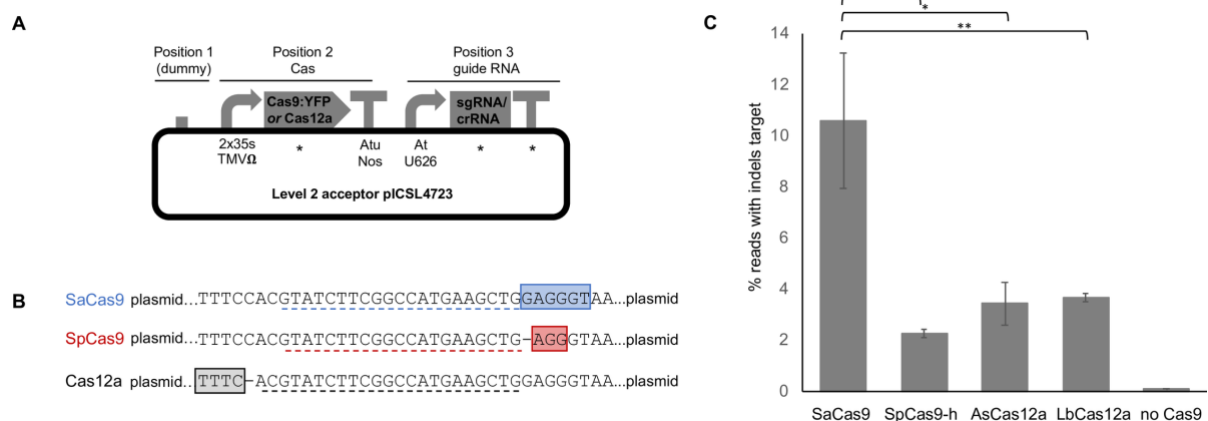 A
Position 1
(dummy)
Position 2
Cas
Position 3
guide RNA
Cas9:YFP
or Cas12a
sgRNA/
crRNA
2x35s
TMVΩ
*
Atu
Nos
At
U626
*
*
Level 2 acceptor pICSL4723
B
SaCas9 plasmid...TTTCCACGTATCTTCGGCCATGAAGCTGGAGGGTAA...plasmid
SpCas9 plasmid...TTTCCACGTATCTTCGGCCATGAAGCTG–AGGGTAA...plasmid
Cas12a plasmid..TTTC–ACGTATCTTCGGCCATGAAGCTGGAGGGTAA...plasmid
C
*
**
% reads with indels target
14
12
10
8
6
4
2
0
SaCas9 SpCas9-h AsCas12a LbCas12a no Cas9